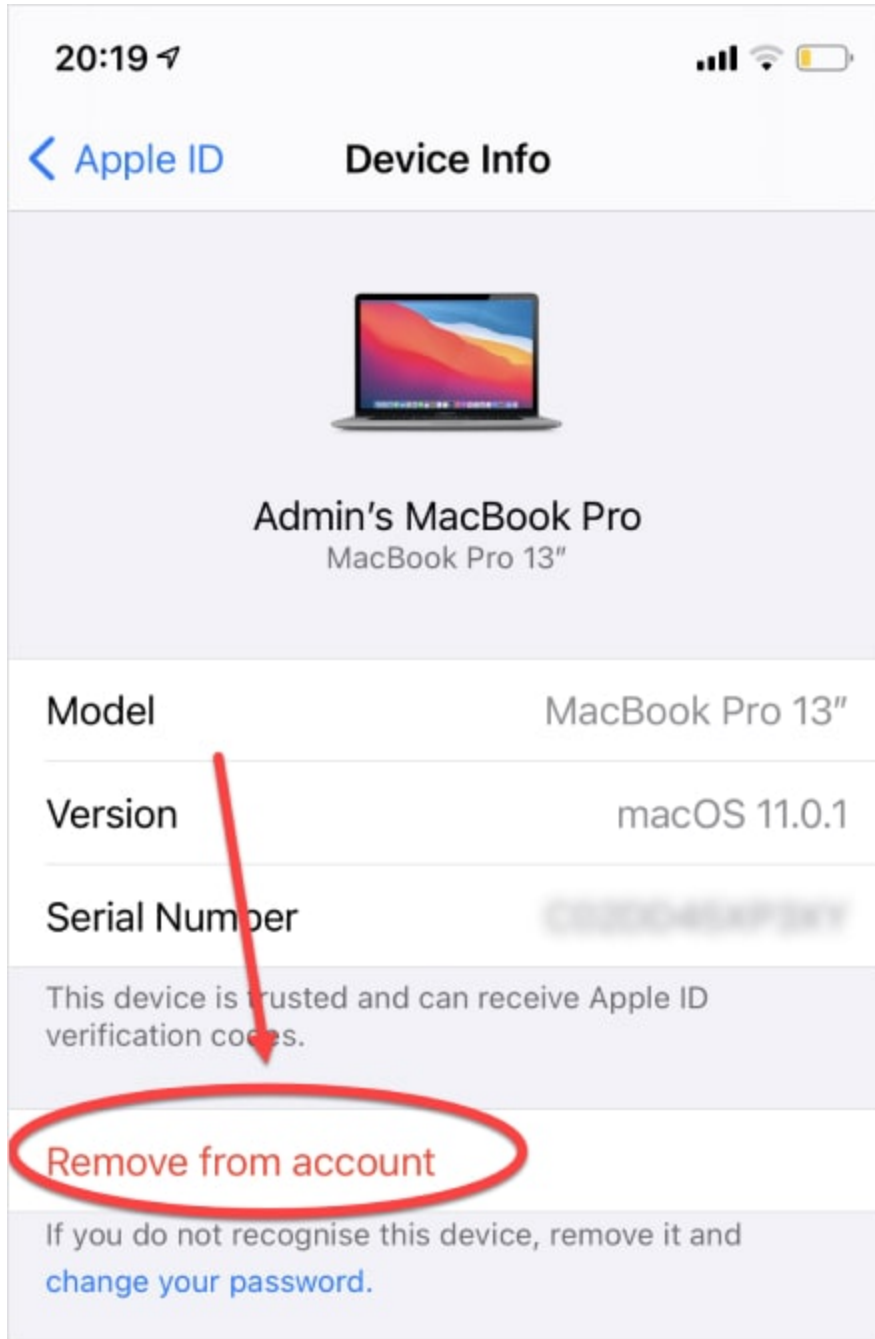 20:19
Apple ID
Device Info
Admin's MacBook Pro
MacBook Pro 13″
Model MacBook Pro 13″
Version macOS 11.0.1
Serial Number
This device is trusted and can receive Apple ID
verification codes.
Remove from account
If you do not recognise this device, remove it and
change your password.